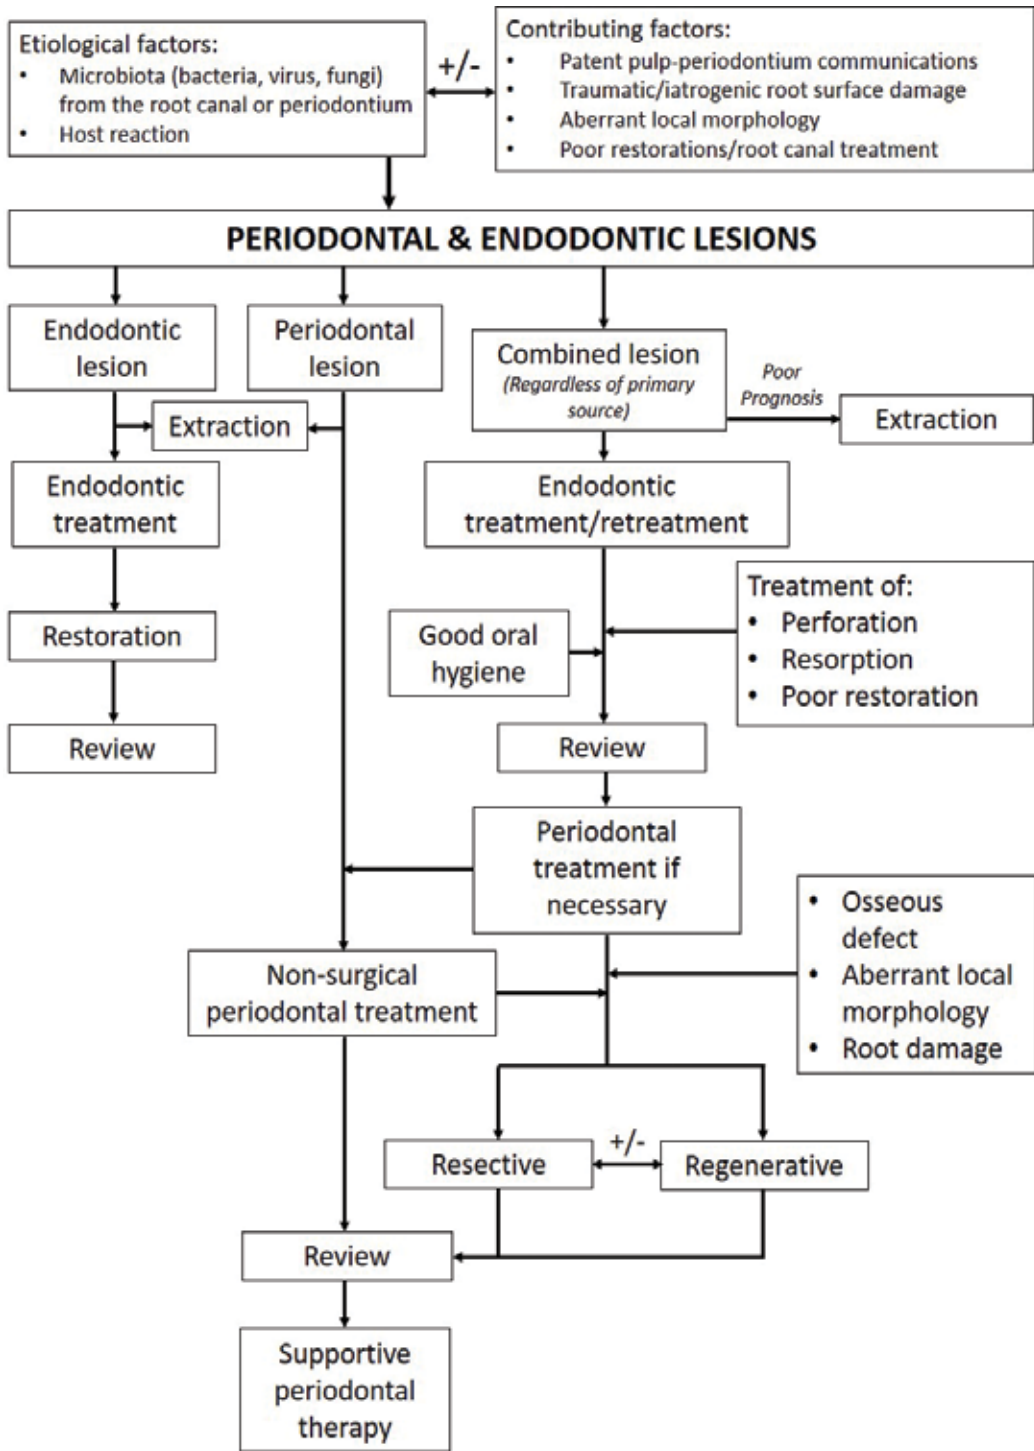 Etiological factors:
• Microbiota (bacteria, virus, fungi)
from the root canal or periodontium
• Host reaction
+/-
Contributing factors:
• Patent pulp-periodontium communications
• Traumatic/iatrogenic root surface damage
• Aberrant local morphology
• Poor restorations/root canal treatment
PERIODONTAL & ENDODONTIC LESIONS
Endodontic
lesion
Periodontal
lesion
Combined lesion
(Regardless of primary
source)
Poor
Prognosis
Extraction
Extraction
Endodontic
treatment
Endodontic
treatment/retreatment
Treatment of:
• Perforation
• Resorption
• Poor restoration
Restoration
Good oral
hygiene
Review
Review
Periodontal
treatment if
necessary
• Osseous
defect
• Aberrant local
morphology
• Root damage
Non-surgical
periodontal treatment
Resective
+/-
Regenerative
Review
Supportive
periodontal
therapy